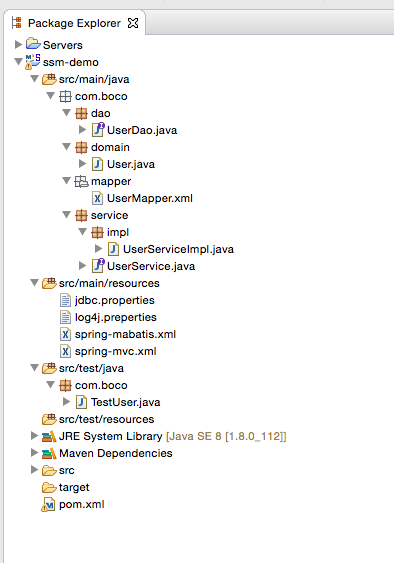 Package Explorer
Servers
ssm-demo
src/main/java
com.boco
dao
UserDao.java
domain
User.java
mapper
UserMapper.xml
service
impl
UserServiceImpl.java
UserService.java
src/main/resources
jdbc.properties
log4j.preperties
spring-mabatis.xml
spring-mvc.xml
src/test/java
com.boco
TestUser.java
src/test/resources
JRE System Library [Java SE 8 [1.8.0_112]]
Maven Dependencies
src
target
pom.xml